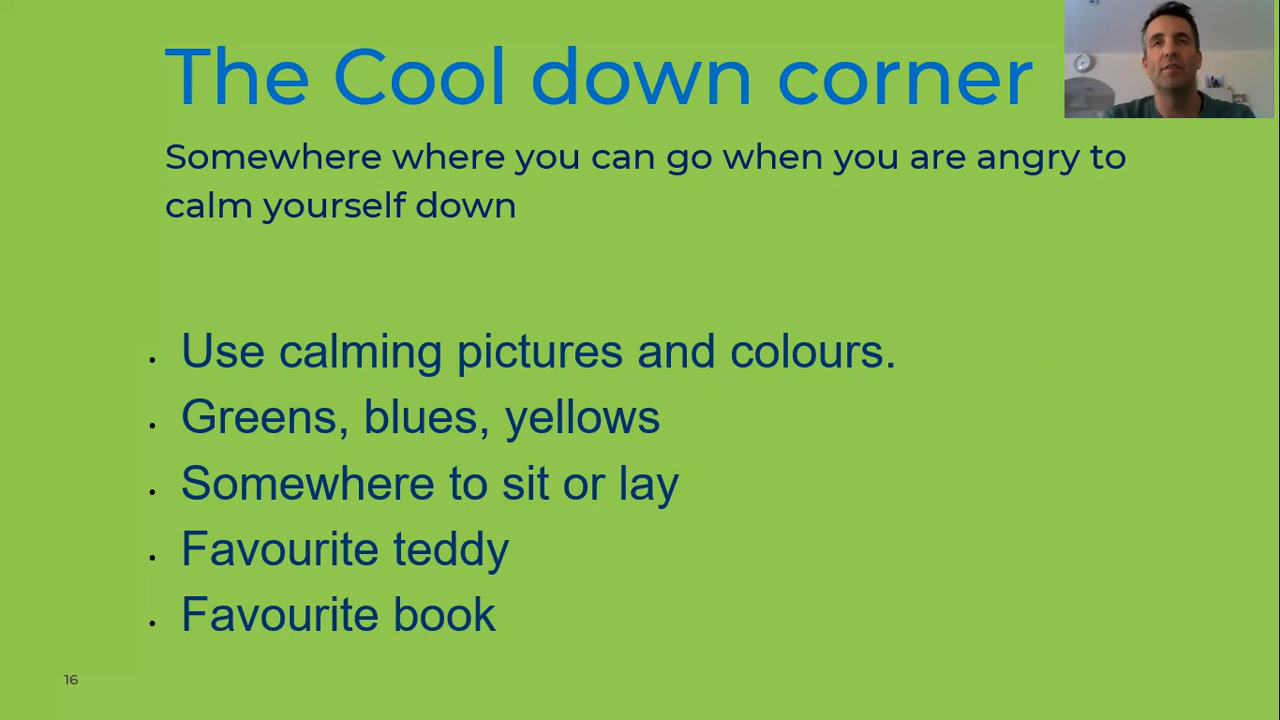 The Cool down corner
Somewhere where you can go when you are angry to
calm yourself down
• Use calming pictures and colours.
• Greens, blues, yellows
• Somewhere to sit or lay
• Favourite teddy
• Favourite book
16